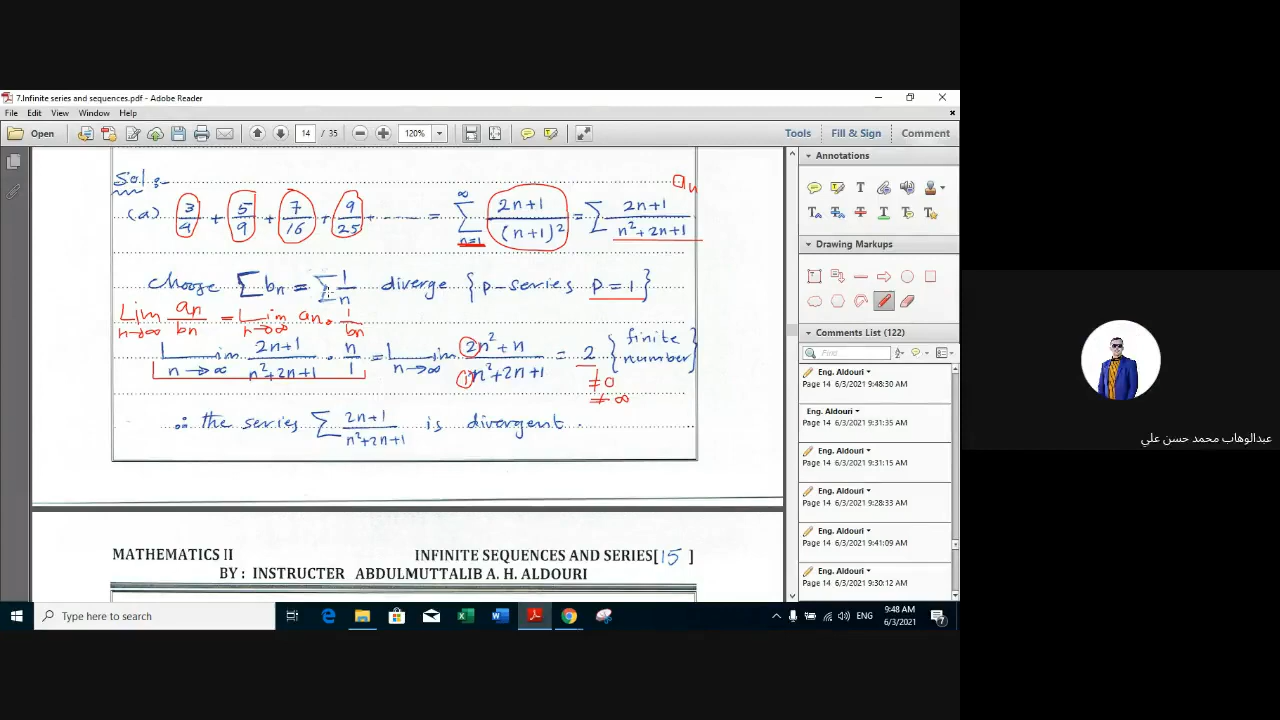 7.Infinite series and sequences.pdf - Adobe Reader
File Edit View Window Help
Open 14 / 35 120% Tools Fill & Sign Comment
Sol :-
(a) 3/4 + 5/9 + 7/16 + 9/25 + ------ = ∑_{n=1}^{∞} (2n+1)/((n+1)²) = ∑ (2n+1)/(n²+2n+1) an
choose ∑ bn = ∑ 1/n diverge {p-series P=1}
Lim_{n→∞} an/bn = Lim_{n→∞} an · 1/bn
Lim_{n→∞} (2n+1)/(n²+2n+1) · n/1 = Lim_{n→∞} (2n²+n)/(1n²+2n+1) = 2 {finite number}
≠0
≠∞
∴ the series ∑ (2n+1)/(n²+2n+1) is divergent .
MATHEMATICS II INFINITE SEQUENCES AND SERIES[15 ]
BY : INSTRUCTER ABDULMUTTALIB A. H. ALDOURI
Annotations
Drawing Markups
Comments List (122)
Find
Eng. Aldouri
Page 14 6/3/2021 9:48:30 AM
Eng. Aldouri
Page 14 6/3/2021 9:31:35 AM
Eng. Aldouri
Page 14 6/3/2021 9:31:15 AM
Eng. Aldouri
Page 14 6/3/2021 9:28:33 AM
Eng. Aldouri
Page 14 6/3/2021 9:41:09 AM
Eng. Aldouri
Page 14 6/3/2021 9:30:12 AM
عبدالوهاب محمد حسن علي
Type here to search
ENG
9:48 AM
6/3/2021